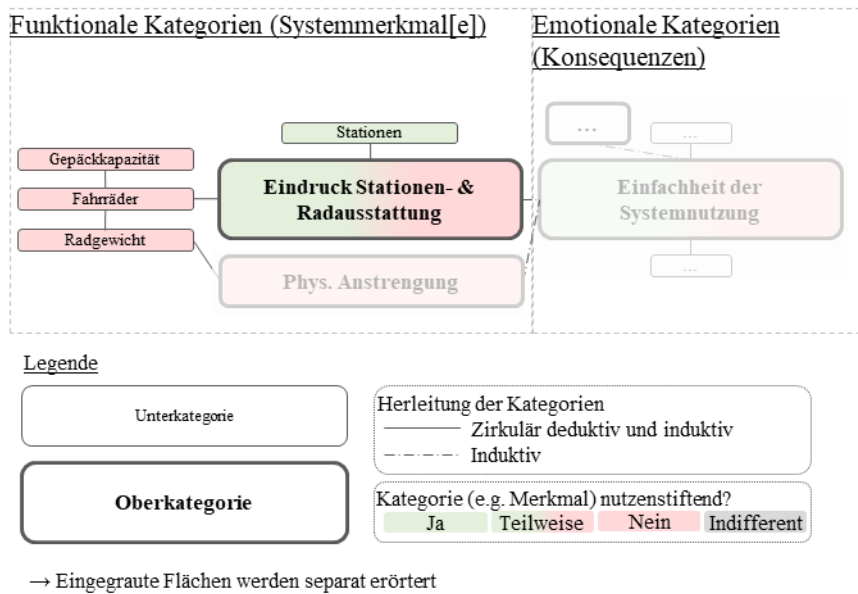 Funktionale Kategorien (Systemmerkmal[e])
Emotionale Kategorien
(Konsequenzen)
Stationen
...
...
Gepäckkapazität
Fahrräder
Radgewicht
Eindruck Stationen- &
Radausstattung
Einfachheit der
Systemnutzung
Phys. Anstrengung
...
Legende
Unterkategorie
Oberkategorie
Herleitung der Kategorien
Zirkulär deduktiv und induktiv
Induktiv
Kategorie (e.g. Merkmal) nutzenstiftend?
Ja Teilweise Nein Indifferent
→ Eingegraute Flächen werden separat erörtert